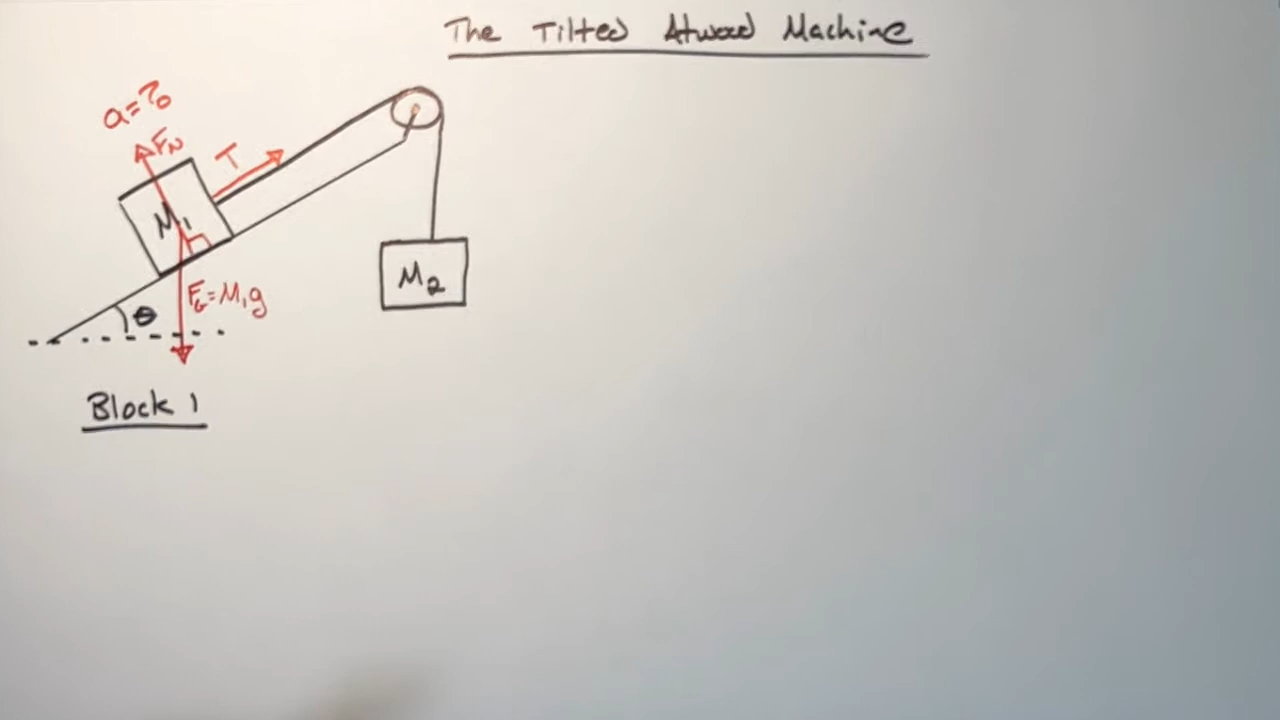 The Tilted Atwood Machine
a=?
FN
T
M1
M2
FG=M1g
θ
Block 1